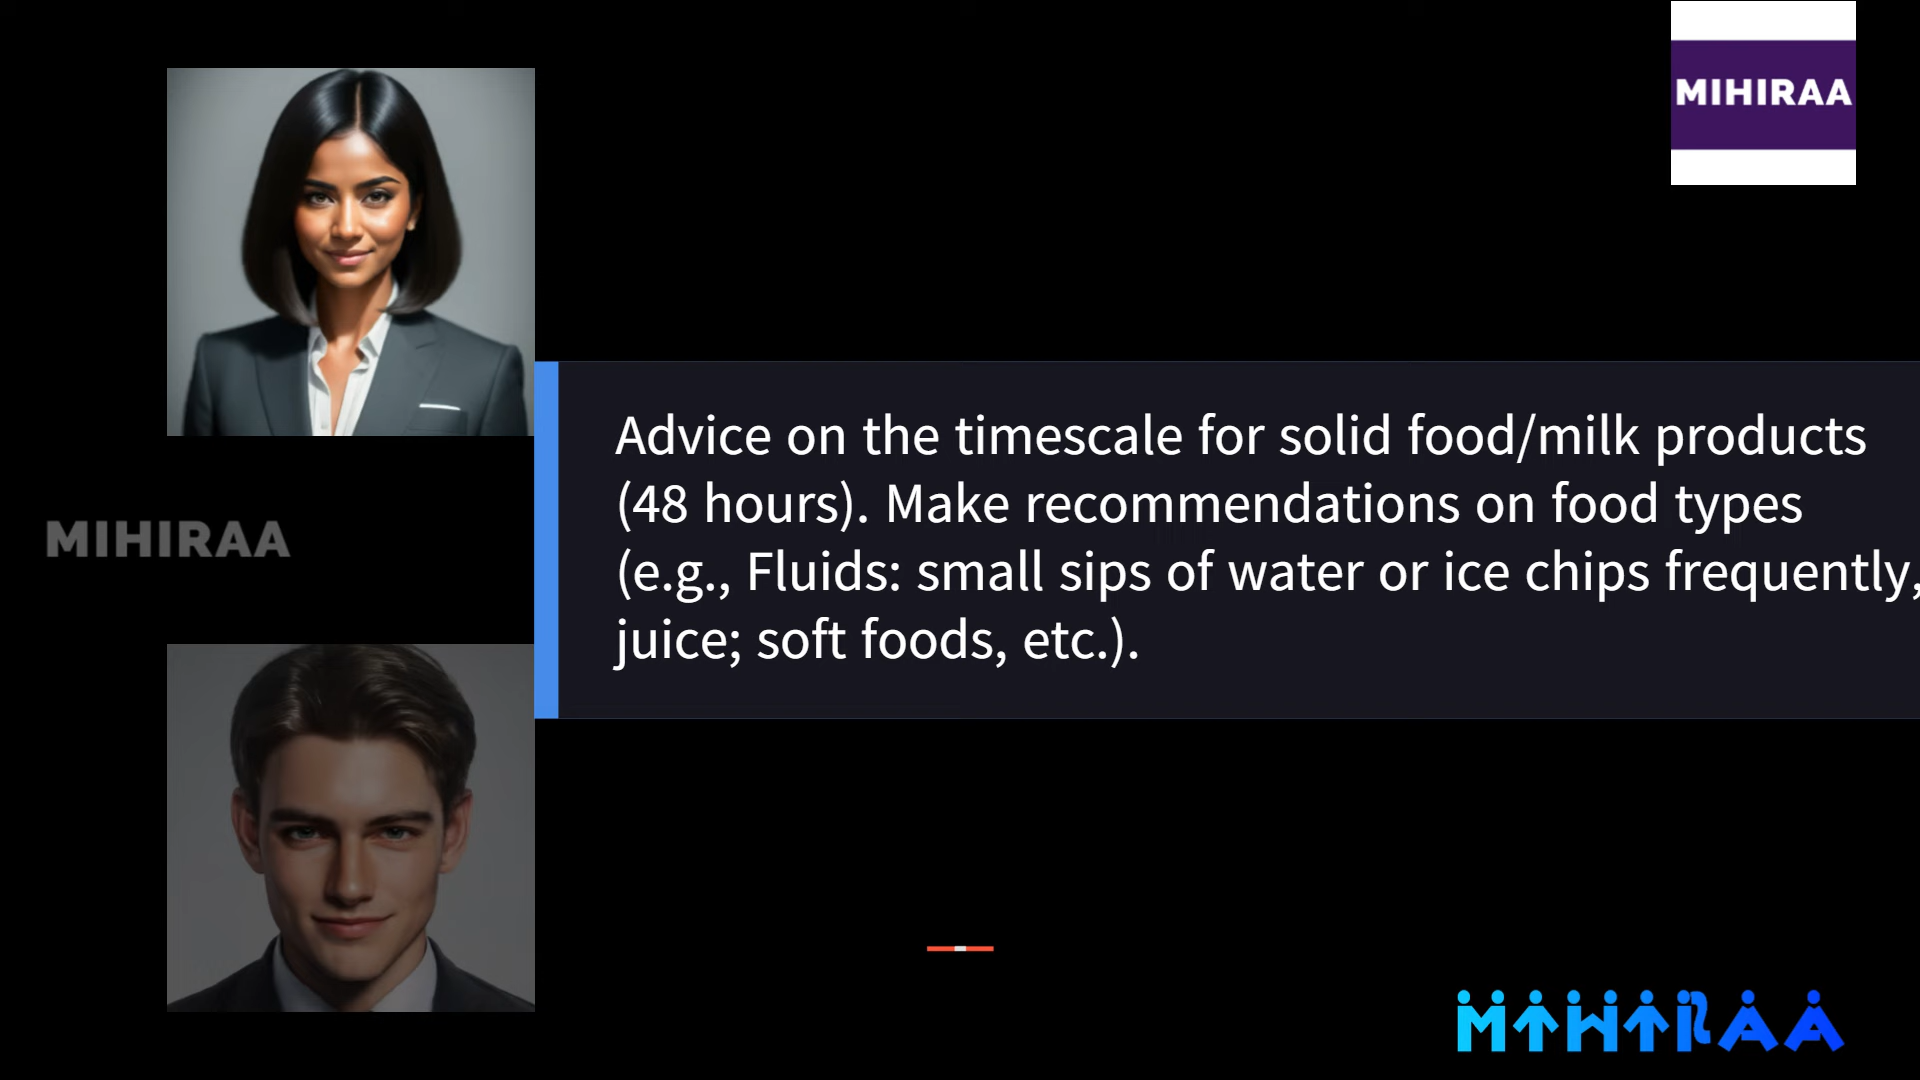 MIHIRAA
Advice on the timescale for solid food/milk products
(48 hours). Make recommendations on food types
(e.g., Fluids: small sips of water or ice chips frequently,
juice; soft foods, etc.).
MIHIRAA
MIHIRAA